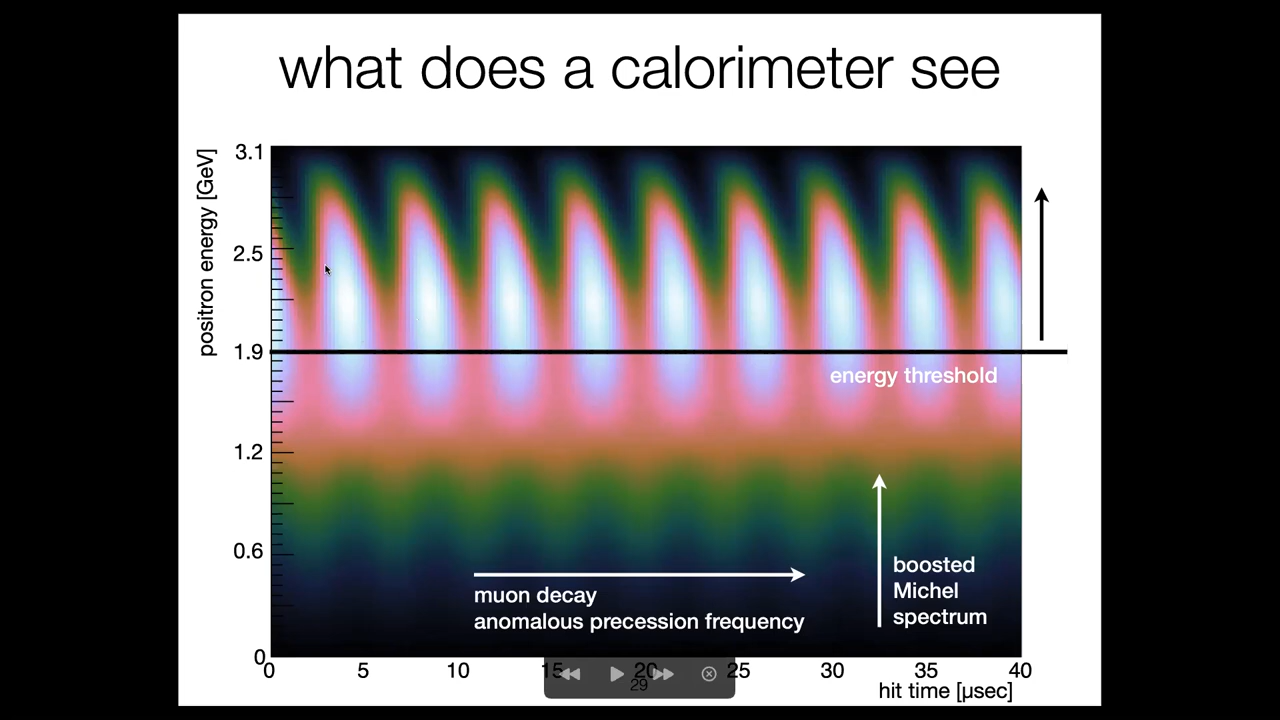 what does a calorimeter see
positron energy [GeV]
3.1
2.5
1.9
1.2
0.6
0
energy threshold
boosted
Michel
spectrum
muon decay
anomalous precession frequency
0 5 10 15 20 25 30 35 40
29
hit time [µsec]